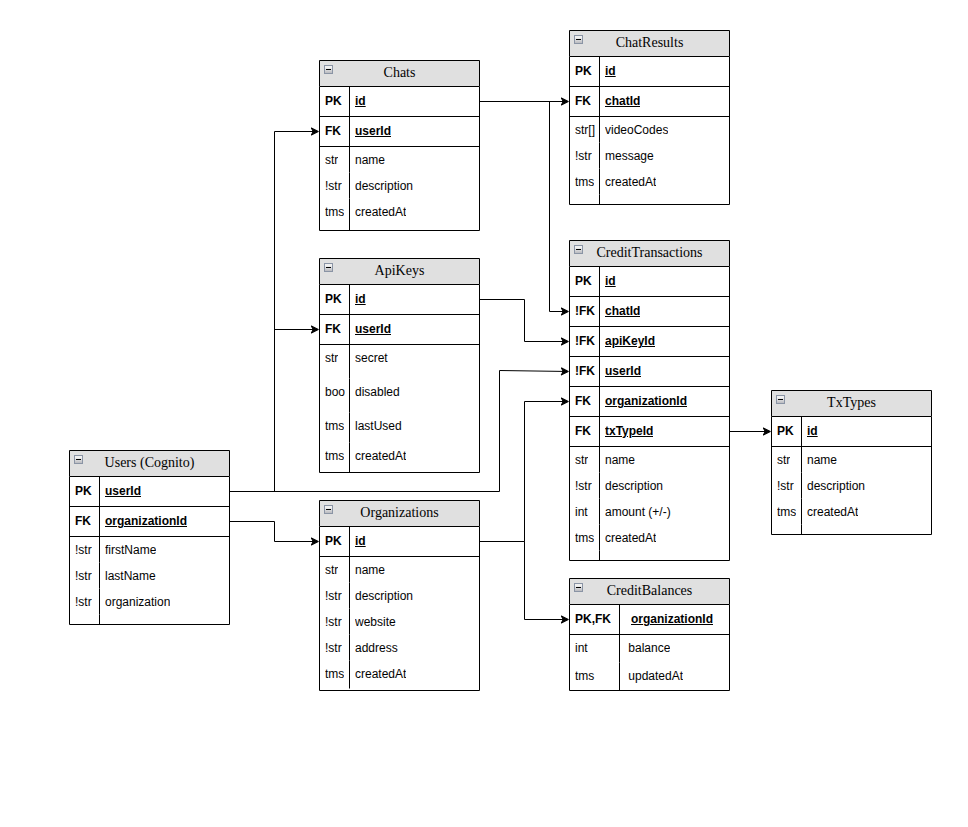 ChatResults
PK id
FK chatId
str[] videoCodes
!str message
tms createdAt
Chats
PK id
FK userId
str name
!str description
tms createdAt
ApiKeys
PK id
FK userId
str secret
boo disabled
tms lastUsed
tms createdAt
CreditTransactions
PK id
!FK chatId
!FK apiKeyId
!FK userId
FK organizationId
FK txTypeId
str name
!str description
int amount (+/-)
tms createdAt
TxTypes
PK id
str name
!str description
tms createdAt
Users (Cognito)
PK userId
FK organizationId
!str firstName
!str lastName
!str organization
Organizations
PK id
str name
!str description
!str website
!str address
tms createdAt
CreditBalances
PK,FK organizationId
int balance
tms updatedAt